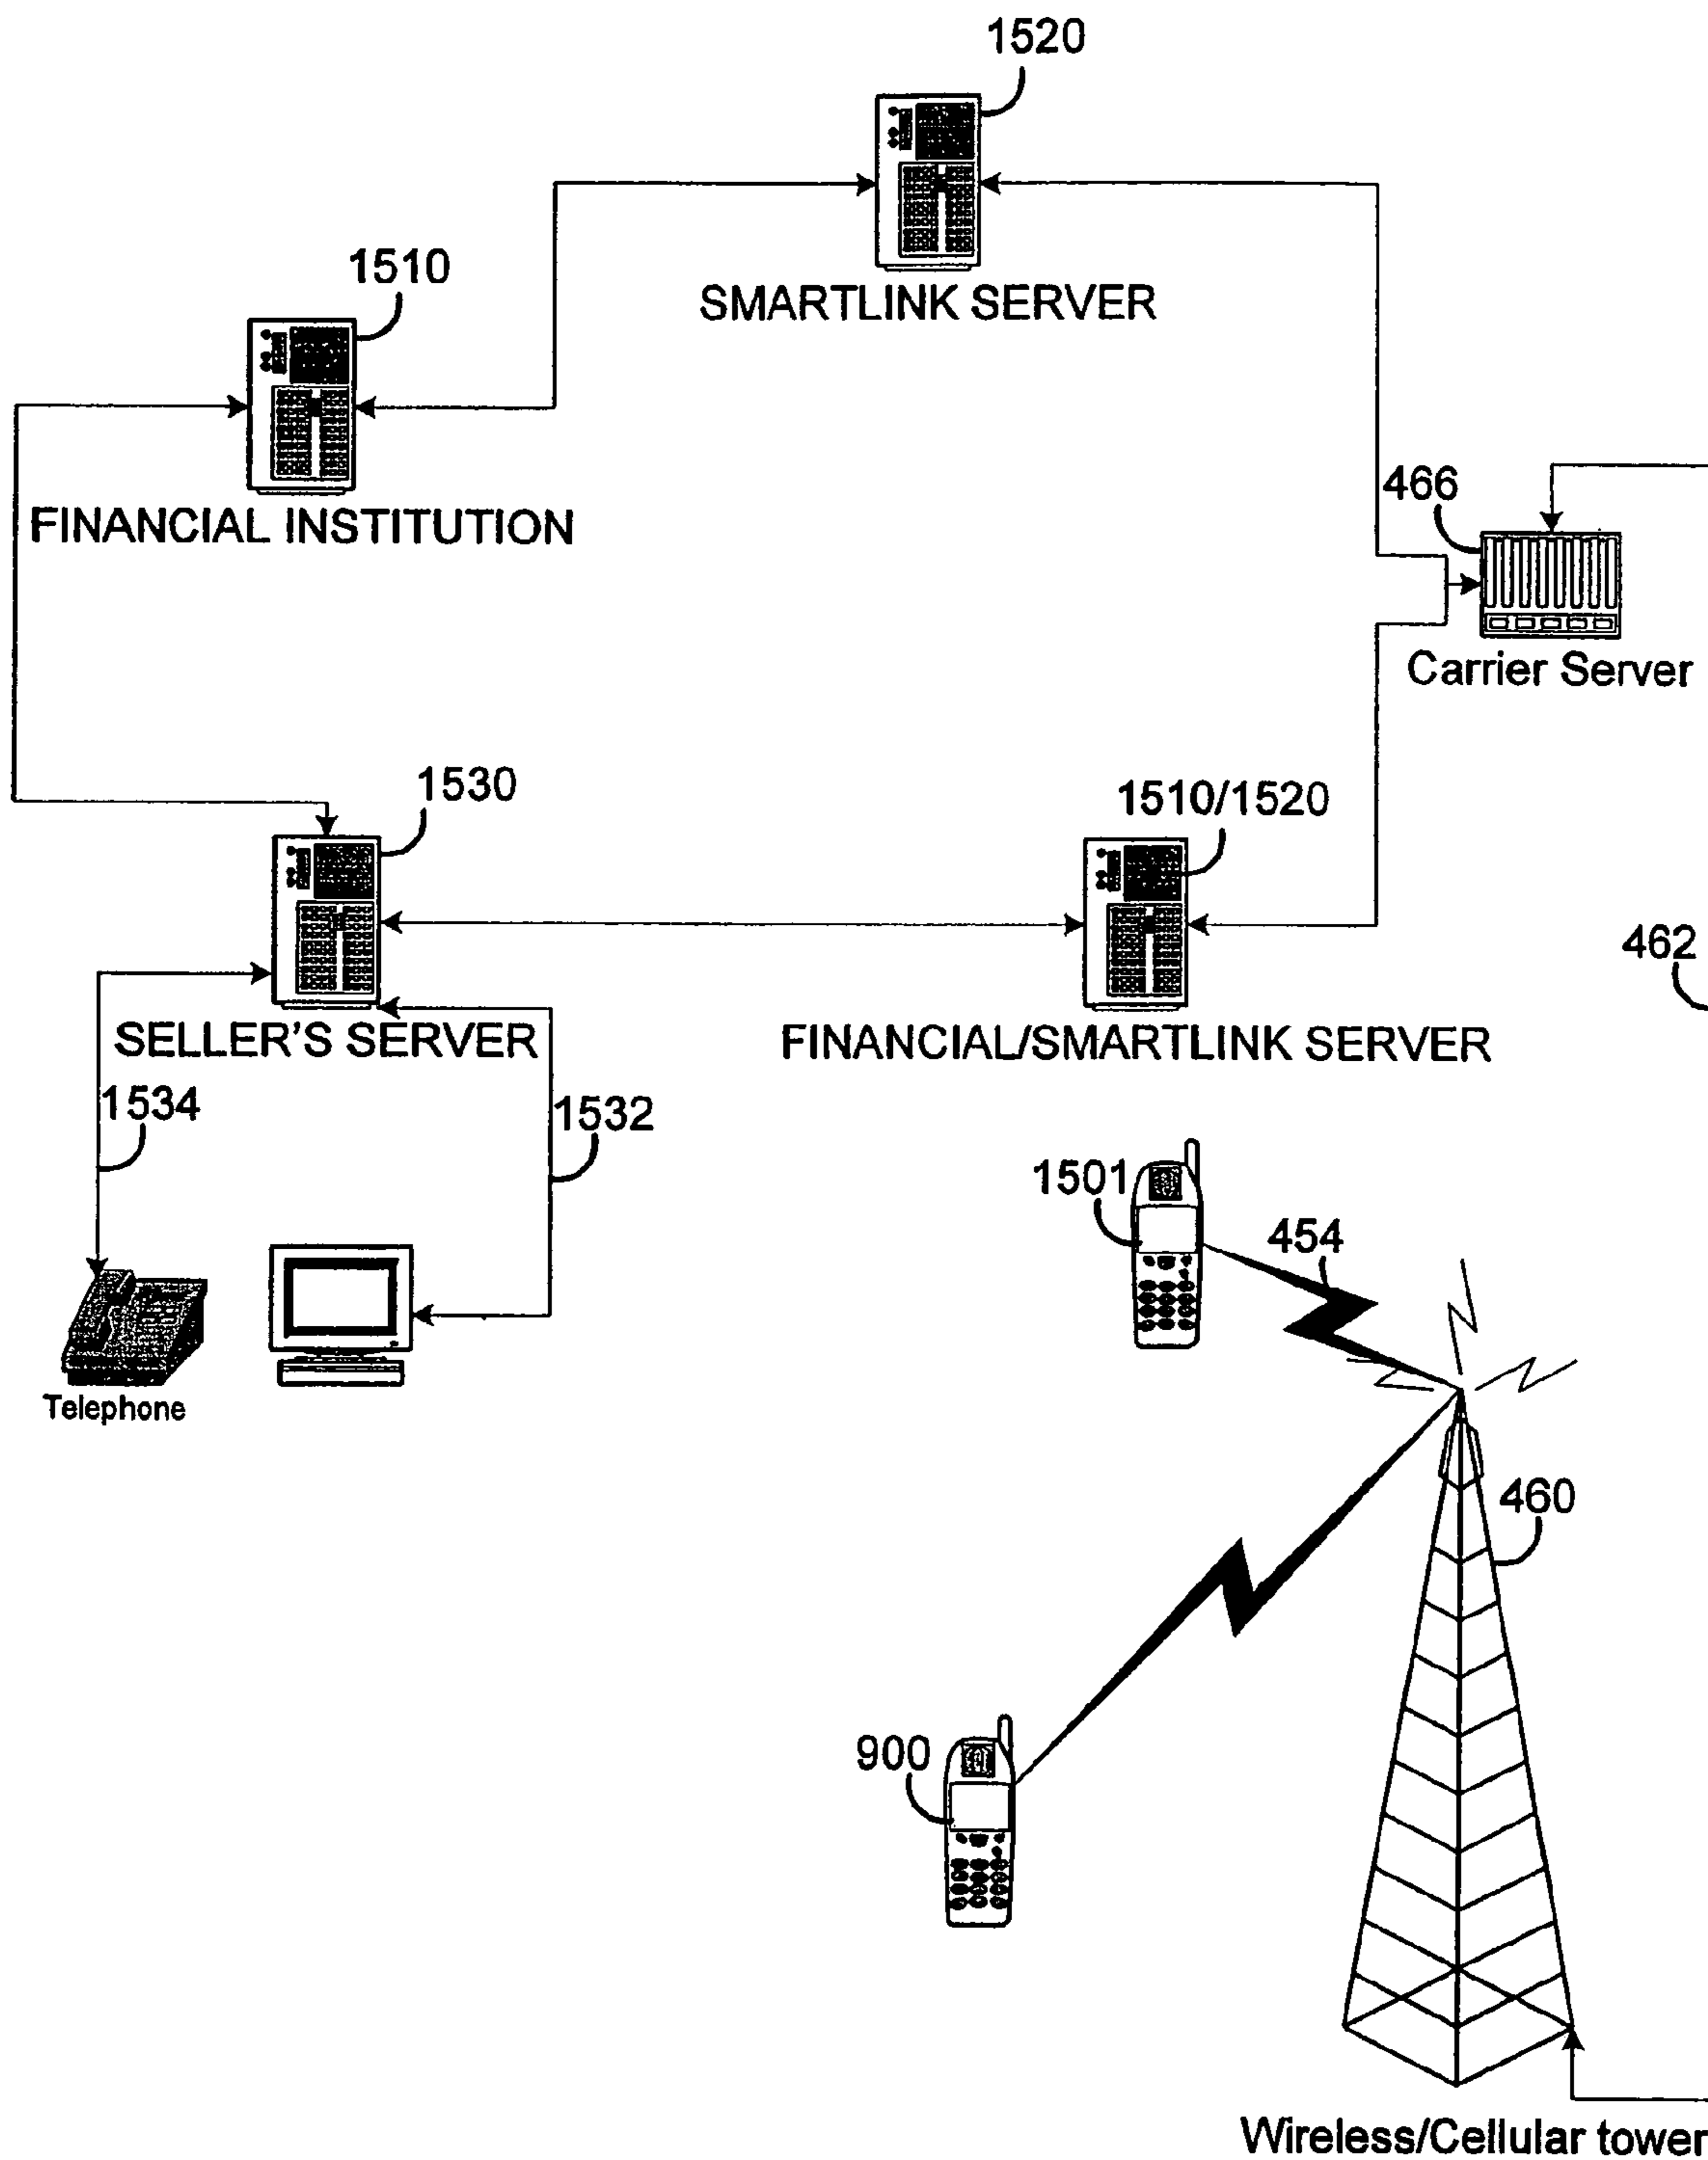 1520
SMARTLINK SERVER
1510
FINANCIAL INSTITUTION
466
Carrier Server
1530
1510/1520
462
SELLER'S SERVER
FINANCIAL/SMARTLINK SERVER
1534
1532
1501
454
Telephone
460
900
Wireless/Cellular tower